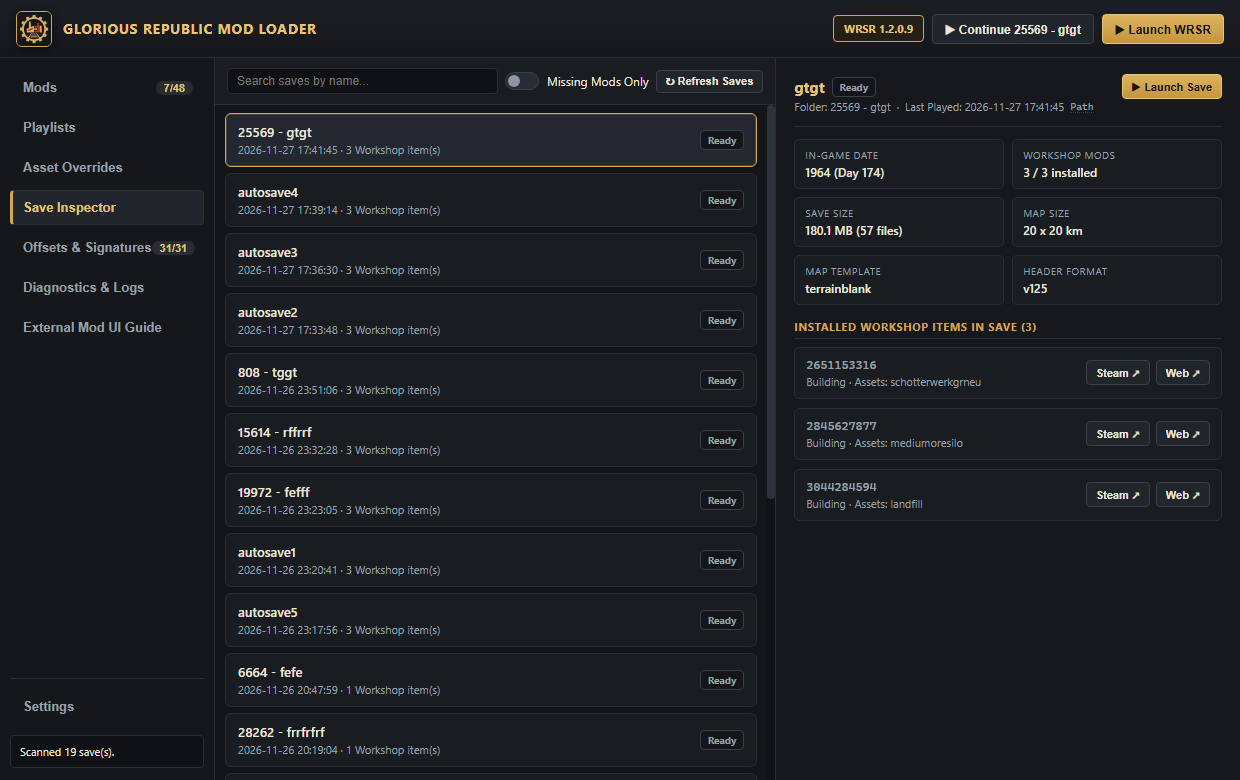 GLORIOUS REPUBLIC MOD LOADER
WRSR 1.2.0.9
▶ Continue 25569 - gtgt
▶ Launch WRSR
Mods 7/48
Playlists
Asset Overrides
Save Inspector
Offsets & Signatures 31/31
Diagnostics & Logs
External Mod UI Guide
Settings
Scanned 19 save(s).
Search saves by name...
Missing Mods Only
↻ Refresh Saves
25569 - gtgt
2026-11-27 17:41:45 · 3 Workshop item(s)
Ready
autosave4
2026-11-27 17:39:14 · 3 Workshop item(s)
Ready
autosave3
2026-11-27 17:36:30 · 3 Workshop item(s)
Ready
autosave2
2026-11-27 17:33:48 · 3 Workshop item(s)
Ready
808 - tggt
2026-11-26 23:51:06 · 3 Workshop item(s)
Ready
15614 - rffrrf
2026-11-26 23:32:28 · 3 Workshop item(s)
Ready
19972 - fefff
2026-11-26 23:23:05 · 3 Workshop item(s)
Ready
autosave1
2026-11-26 23:20:41 · 3 Workshop item(s)
Ready
autosave5
2026-11-26 23:17:56 · 3 Workshop item(s)
Ready
6664 - fefe
2026-11-26 20:47:59 · 1 Workshop item(s)
Ready
28262 - frrfrfrf
2026-11-26 20:19:04 · 1 Workshop item(s)
Ready
gtgt Ready
▶ Launch Save
Folder: 25569 - gtgt · Last Played: 2026-11-27 17:41:45 Path
IN-GAME DATE
1964 (Day 174)
WORKSHOP MODS
3 / 3 installed
SAVE SIZE
180.1 MB (57 files)
MAP SIZE
20 x 20 km
MAP TEMPLATE
terrainblank
HEADER FORMAT
v125
INSTALLED WORKSHOP ITEMS IN SAVE (3)
2651153316
Building · Assets: schotterwerkgrneu
Steam ↗
Web ↗
2845627877
Building · Assets: mediumoresilo
Steam ↗
Web ↗
3044284594
Building · Assets: landfill
Steam ↗
Web ↗